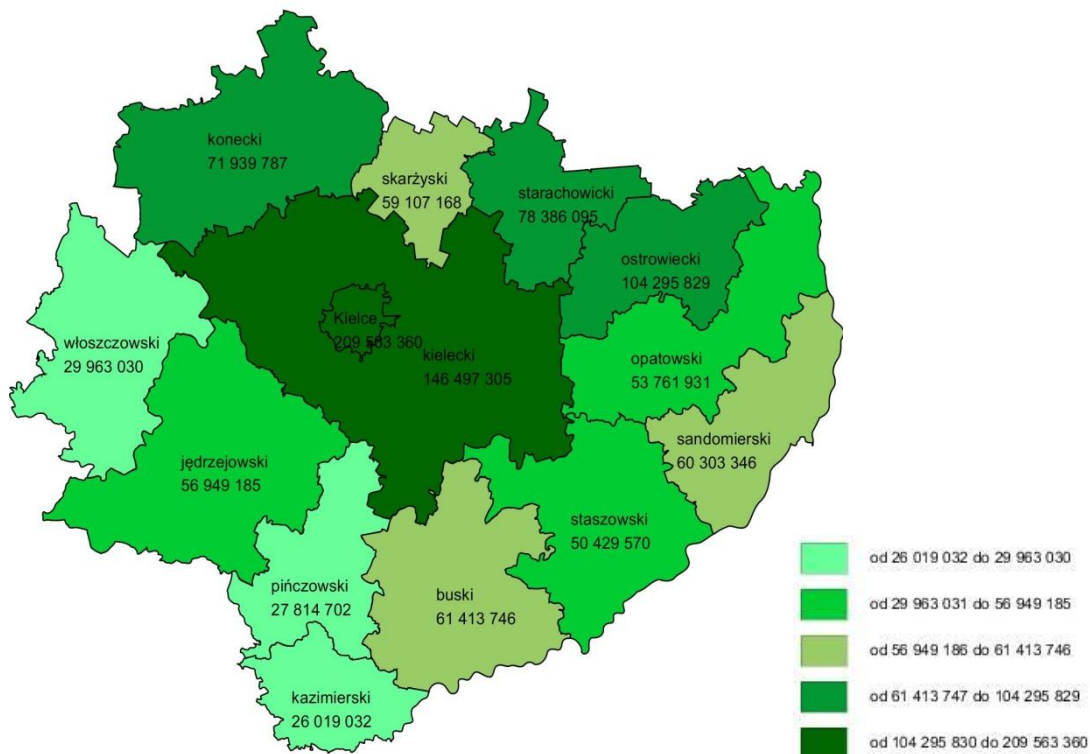 konecki
71 939 787
skarżyski
59 107 168
starachowicki
78 386 095
ostrowiecki
104 295 829
włoszczowski
29 963 030
Kielce
209 563 360
kielecki
146 497 305
opatowski
53 761 931
sandomierski
60 303 346
jędrzejowski
56 949 185
staszowski
50 429 570
pińczowski
27 814 702
buski
61 413 746
kazimierski
26 019 032
od 26 019 032 do 29 963 030
od 29 963 031 do 56 949 185
od 56 949 186 do 61 413 746
od 61 413 747 do 104 295 829
od 104 295 830 do 209 563 360